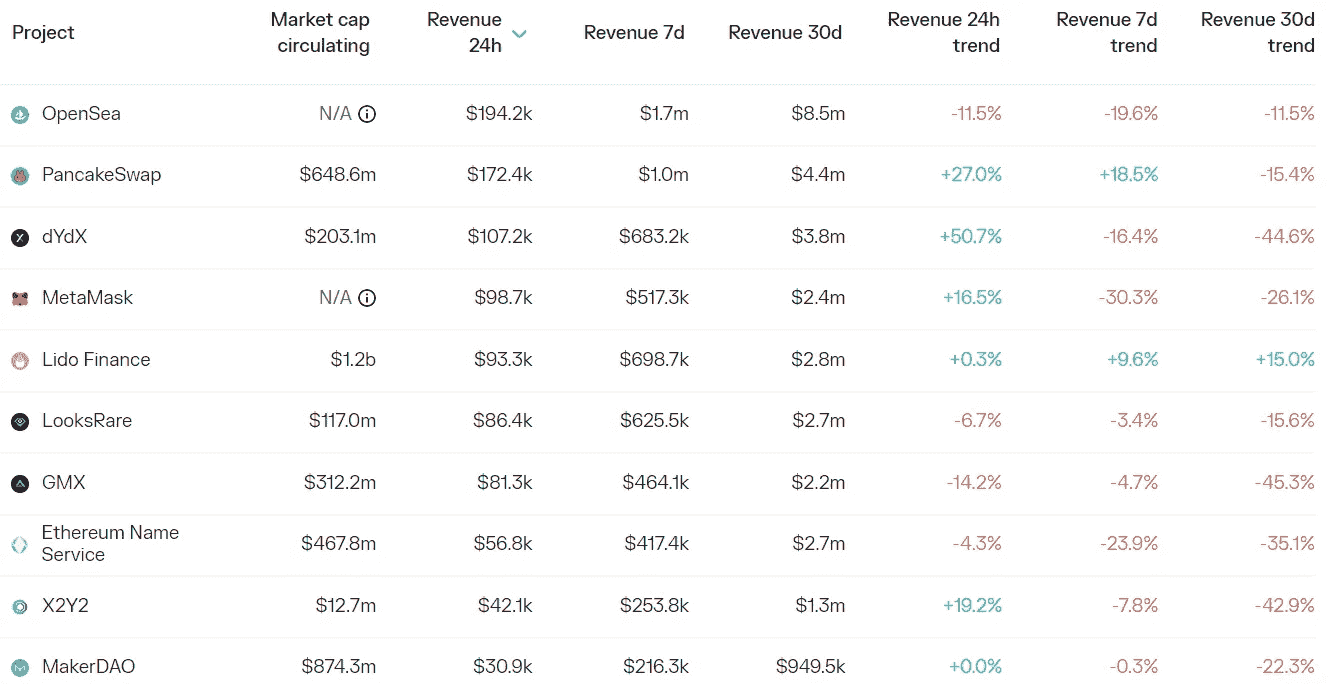 Project Market cap circulating Revenue 24h Revenue 7d Revenue 30d Revenue 24h trend Revenue 7d trend Revenue 30d trend
OpenSea N/A $194.2k $1.7m $8.5m -11.5% -19.6% -11.5%
PancakeSwap $648.6m $172.4k $1.0m $4.4m +27.0% +18.5% -15.4%
dYdX $203.1m $107.2k $683.2k $3.8m +50.7% -16.4% -44.6%
MetaMask N/A $98.7k $517.3k $2.4m +16.5% -30.3% -26.1%
Lido Finance $1.2b $93.3k $698.7k $2.8m +0.3% +9.6% +15.0%
LooksRare $117.0m $86.4k $625.5k $2.7m -6.7% -3.4% -15.6%
GMX $312.2m $81.3k $464.1k $2.2m -14.2% -4.7% -45.3%
Ethereum Name Service $467.8m $56.8k $417.4k $2.7m -4.3% -23.9% -35.1%
X2Y2 $12.7m $42.1k $253.8k $1.3m +19.2% -7.8% -42.9%
MakerDAO $874.3m $30.9k $216.3k $949.5k +0.0% -0.3% -22.3%